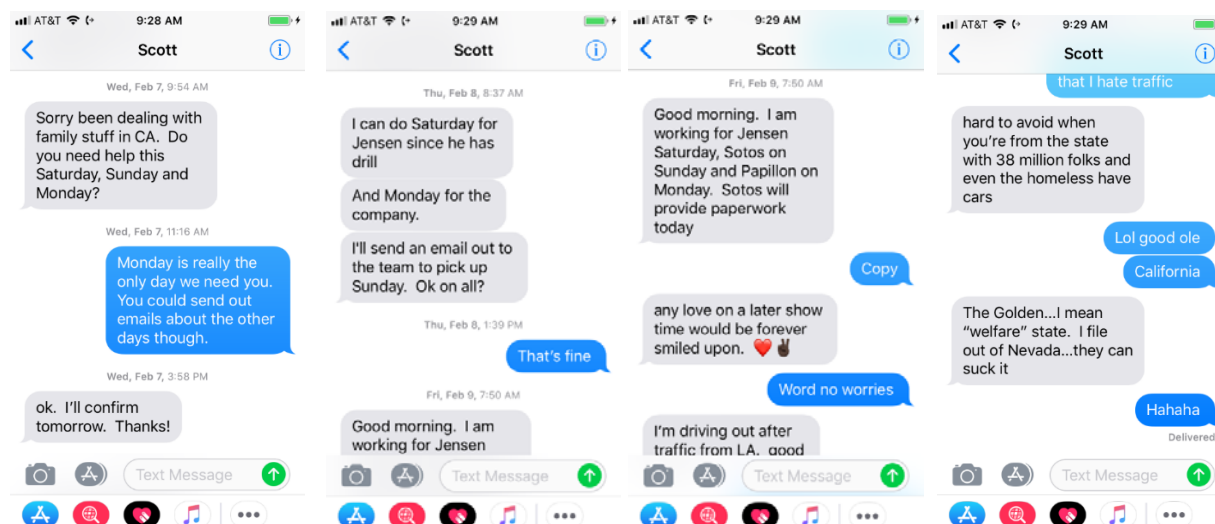 AT&T 9:28 AM
Scott
Wed, Feb 7, 9:54 AM
Sorry been dealing with
family stuff in CA. Do
you need help this
Saturday, Sunday and
Monday?
Wed, Feb 7, 11:16 AM
Monday is really the
only day we need you.
You could send out
emails about the other
days though.
Wed, Feb 7, 3:58 PM
ok. I'll confirm
tomorrow. Thanks!
Text Message
AT&T 9:29 AM
Scott
Thu, Feb 8, 8:37 AM
I can do Saturday for
Jensen since he has
drill
And Monday for the
company.
I'll send an email out to
the team to pick up
Sunday. Ok on all?
Thu, Feb 8, 1:39 PM
That's fine
Fri, Feb 9, 7:50 AM
Good morning. I am
working for Jensen
Text Message
AT&T 9:29 AM
Scott
Fri, Feb 9, 7:50 AM
Good morning. I am
working for Jensen
Saturday, Sotos on
Sunday and Papillon on
Monday. Sotos will
provide paperwork
today
Copy
any love on a later show
time would be forever
smiled upon. ❤️✌🏿
Word no worries
I'm driving out after
traffic from LA. good
Text Message
AT&T 9:29 AM
Scott
that I hate traffic
hard to avoid when
you're from the state
with 38 million folks and
even the homeless have
cars
Lol good ole
California
The Golden...I mean
“welfare” state. I file
out of Nevada...they can
suck it
Hahaha
Delivered
Text Message